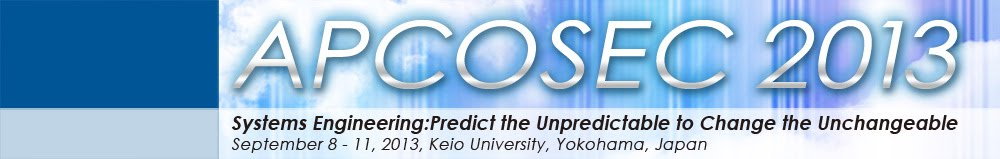 APCOSEC 2013
Systems Engineering:Predict the Unpredictable to Change the Unchangeable
September 8 - 11, 2013, Keio University, Yokohama, Japan